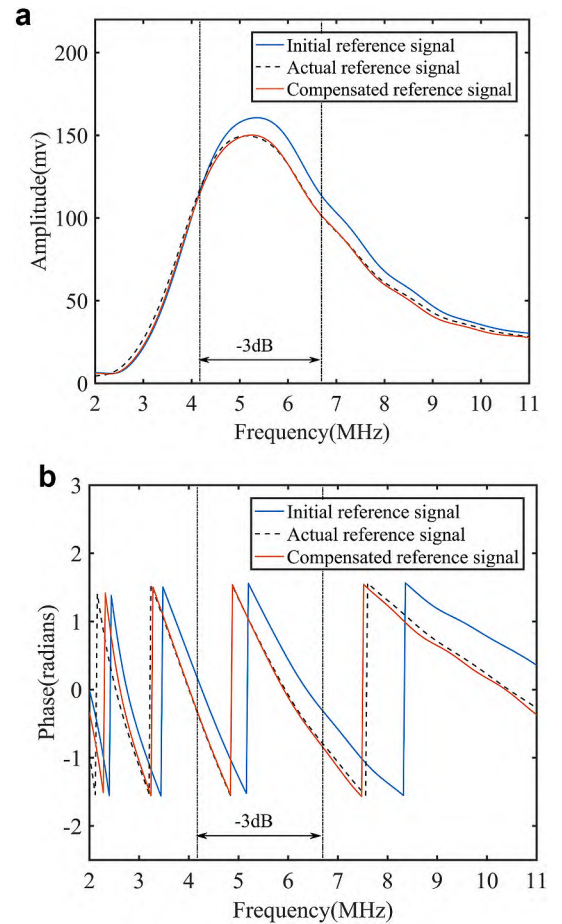 a
200
150
100
50
0
Amplitude(mv)
Initial reference signal
Actual reference signal
Compensated reference signal
-3dB
2 3 4 5 6 7 8 9 10 11
Frequency(MHz)
b
3
2
1
0
-1
-2
Phase(radians)
Initial reference signal
Actual reference signal
Compensated reference signal
-3dB
2 3 4 5 6 7 8 9 10 11
Frequency(MHz)